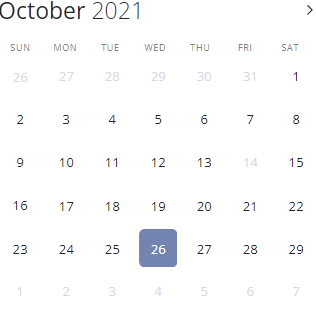 October 2021
SUN MON TUE WED THU FRI SAT
26 27 28 29 30 31 1
2 3 4 5 6 7 8
9 10 11 12 13 14 15
16 17 18 19 20 21 22
23 24 25 26 27 28 29
1 2 3 4 5 6 7